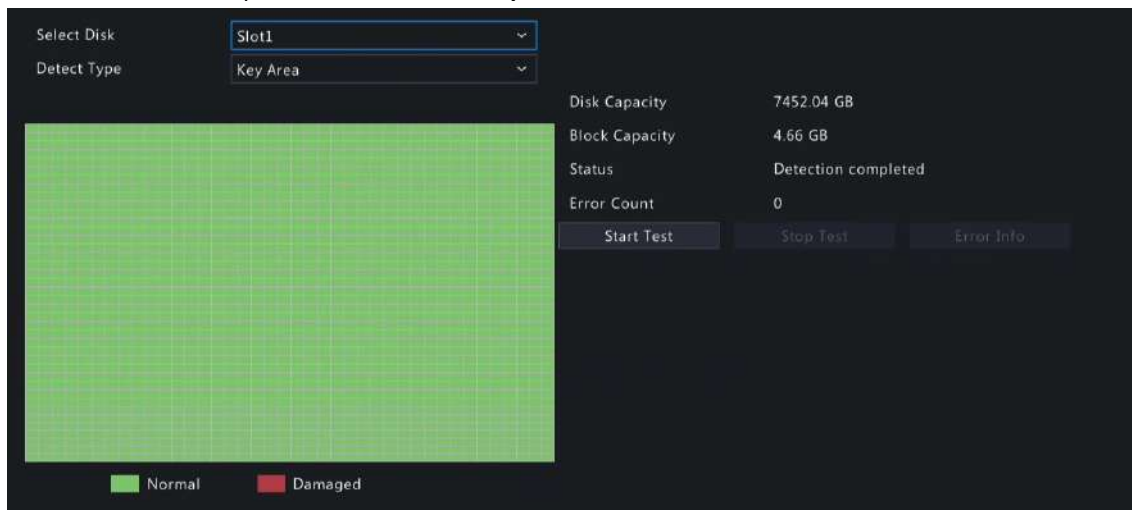 Select Disk Slot1
Detect Type Key Area
Disk Capacity 7452.04 GB
Block Capacity 4.66 GB
Status Detection completed
Error Count 0
Start Test Stop Test Error Info
Normal Damaged